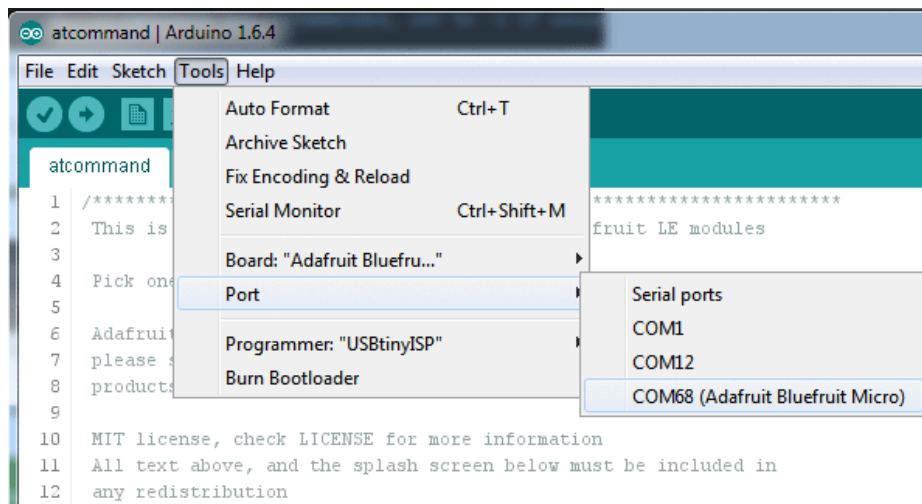 atcommand | Arduino 1.6.4
File Edit Sketch Tools Help
Auto Format Ctrl+T
Archive Sketch
Fix Encoding & Reload
Serial Monitor Ctrl+Shift+M
Board: "Adafruit Bluefru..."
Port
Programmer: "USBtinyISP"
Burn Bootloader
Serial ports
COM1
COM12
COM68 (Adafruit Bluefruit Micro)
atcommand
1 /********* ***********************
2 This is fruit LE modules
3
4 Pick one
5
6 Adafruit
7 please
8 products
9
10 MIT license, check LICENSE for more information
11 All text above, and the splash screen below must be included in
12 any redistribution